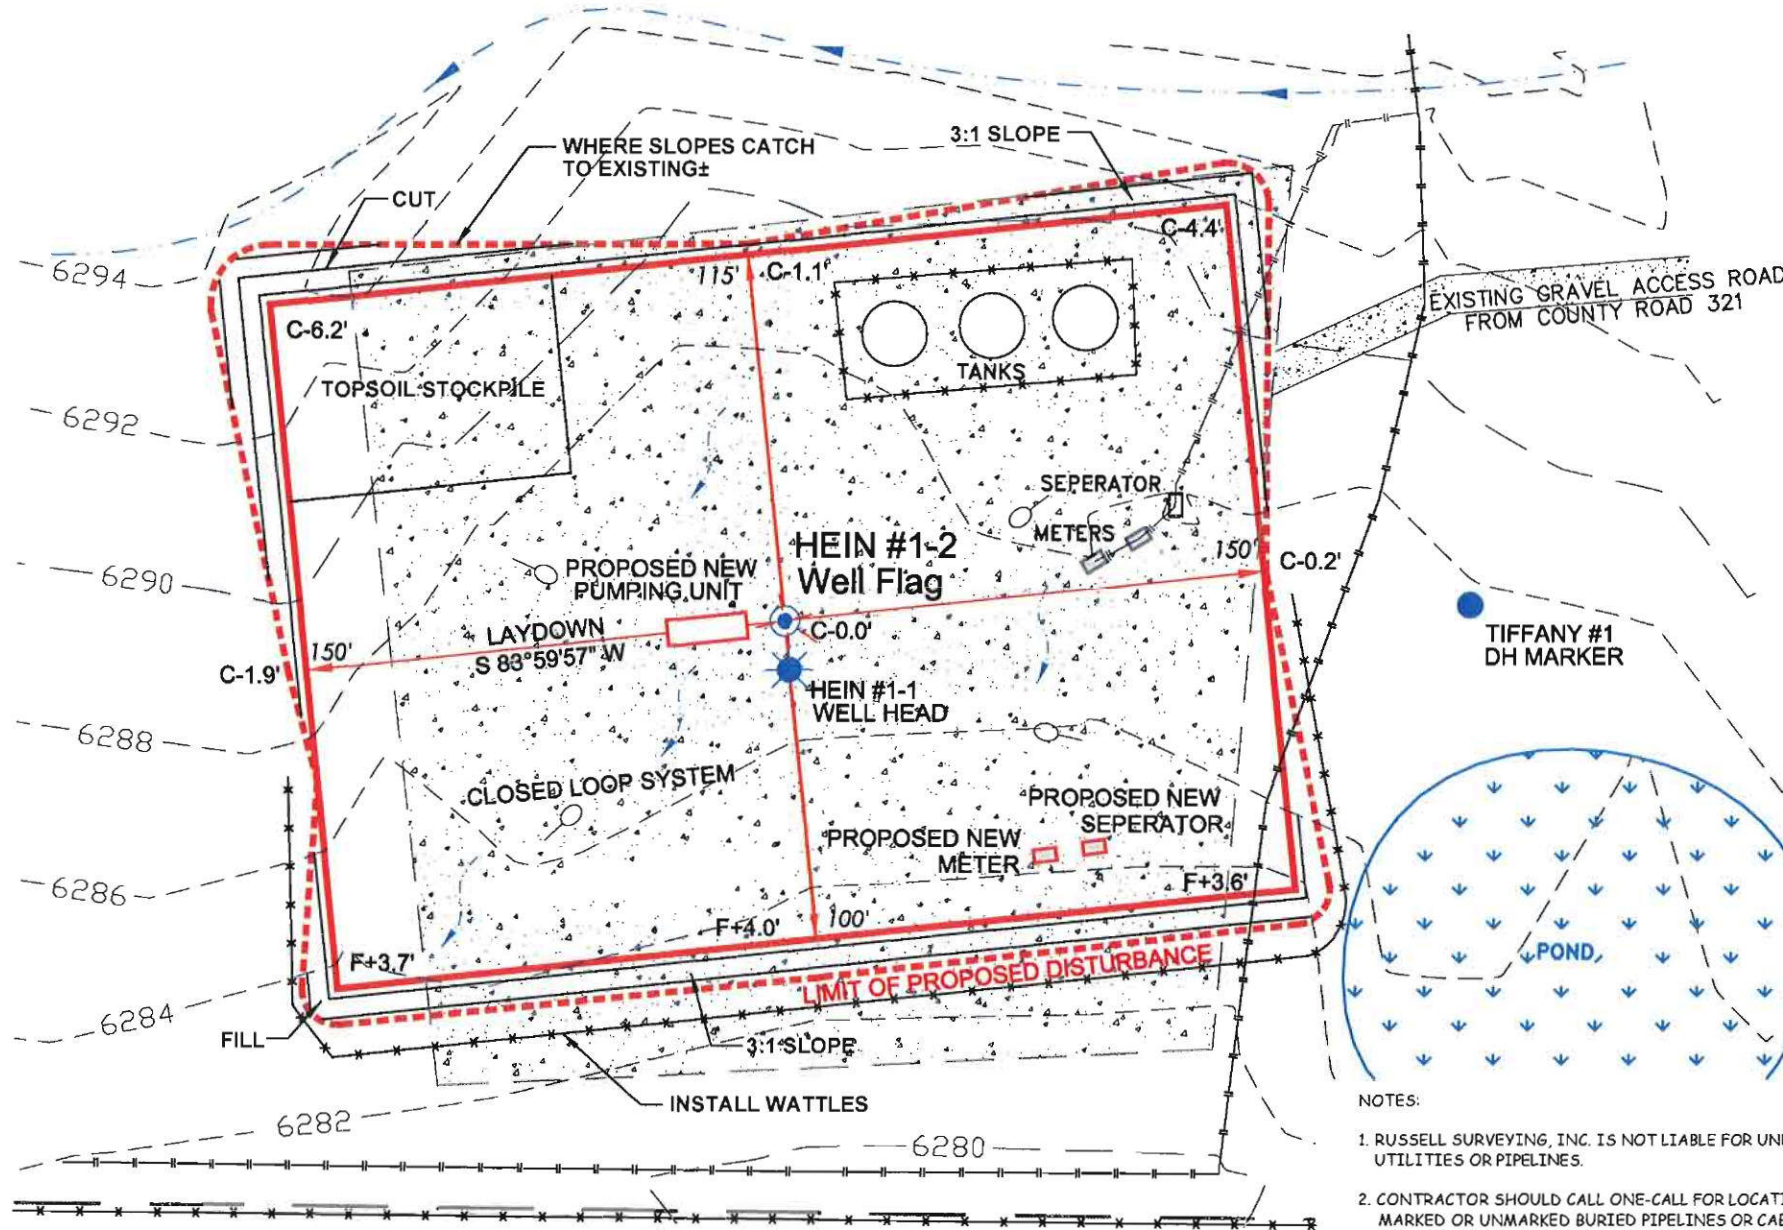 WHERE SLOPES CATCH
TO EXISTING±
3:1 SLOPE
CUT
6294
C-6.2'
115'
C-1.1'
C-4.4'
EXISTING GRAVEL ACCESS ROAD
FROM COUNTY ROAD 321
TANKS
TOPSOIL STOCKPILE
6292
SEPERATOR
METERS
HEIN #1-2
Well Flag
150'
C-0.2'
6290
PROPOSED NEW
PUMPING UNIT
LAYDOWN
S 83°59'57" W
C-0.0'
150'
C-1.9'
TIFFANY #1
DH MARKER
HEIN #1-1
WELL HEAD
6288
CLOSED LOOP SYSTEM
PROPOSED NEW
SEPERATOR
PROPOSED NEW
METER
6286
F+3.6'
F+4.0'
100'
F+3.7'
LIMIT OF PROPOSED DISTURBANCE
POND
6284
FILL
3:1 SLOPE
INSTALL WATTLES
6282
6280
NOTES:
1. RUSSELL SURVEYING, INC. IS NOT LIABLE FOR
UTILITIES OR PIPELINES.
2. CONTRACTOR SHOULD CALL ONE-CALL FOR
MARKED OR UNMARKED BURIED PIPELINES OR